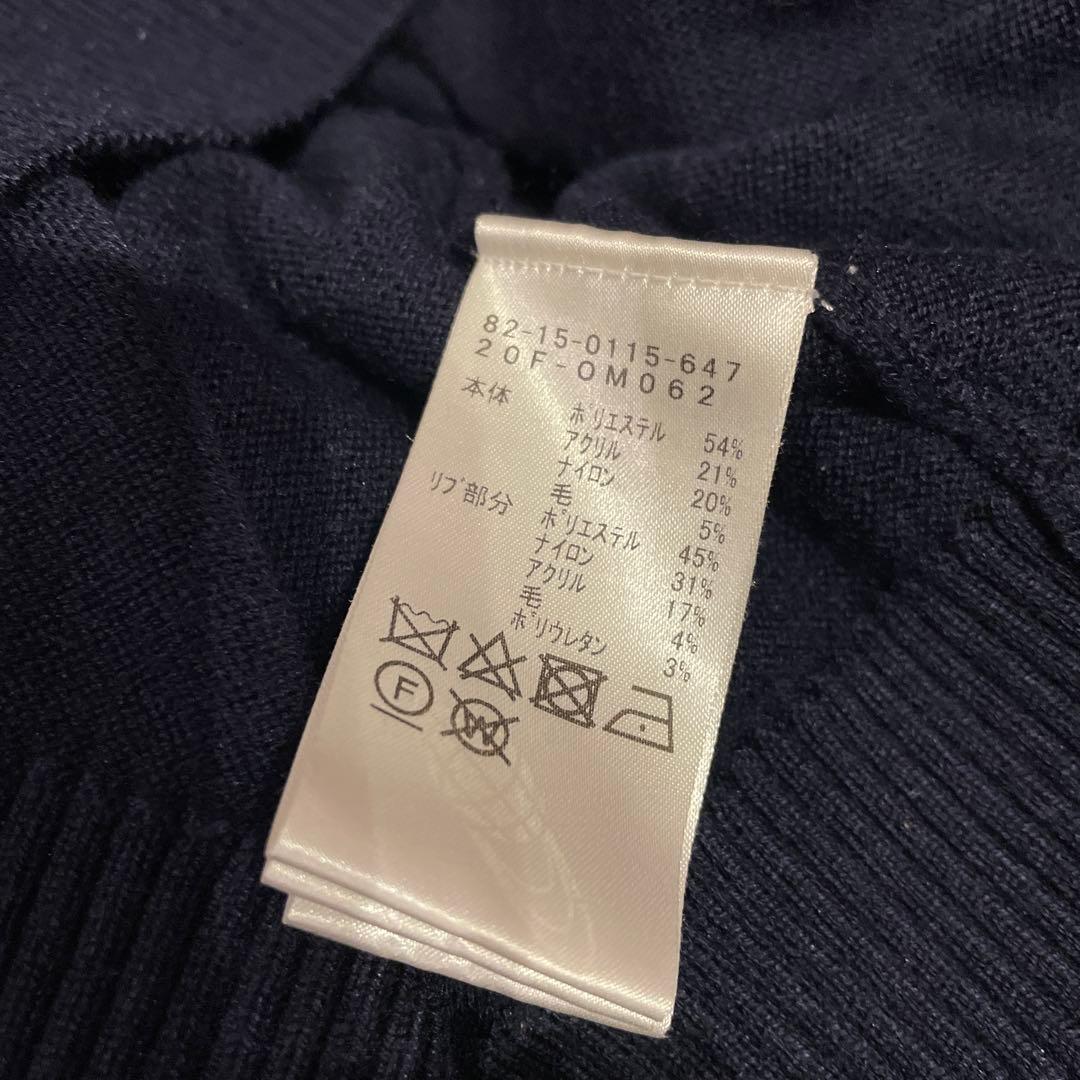 82-15-0115-647
20F-0M062
本体 ポリエステル 54%
アクリル 21%
ナイロン 20%
毛 5%
リブ部分 ポリエステル 45%
ナイロン 31%
アクリル 17%
毛 4%
ポリウレタン 3%
F W